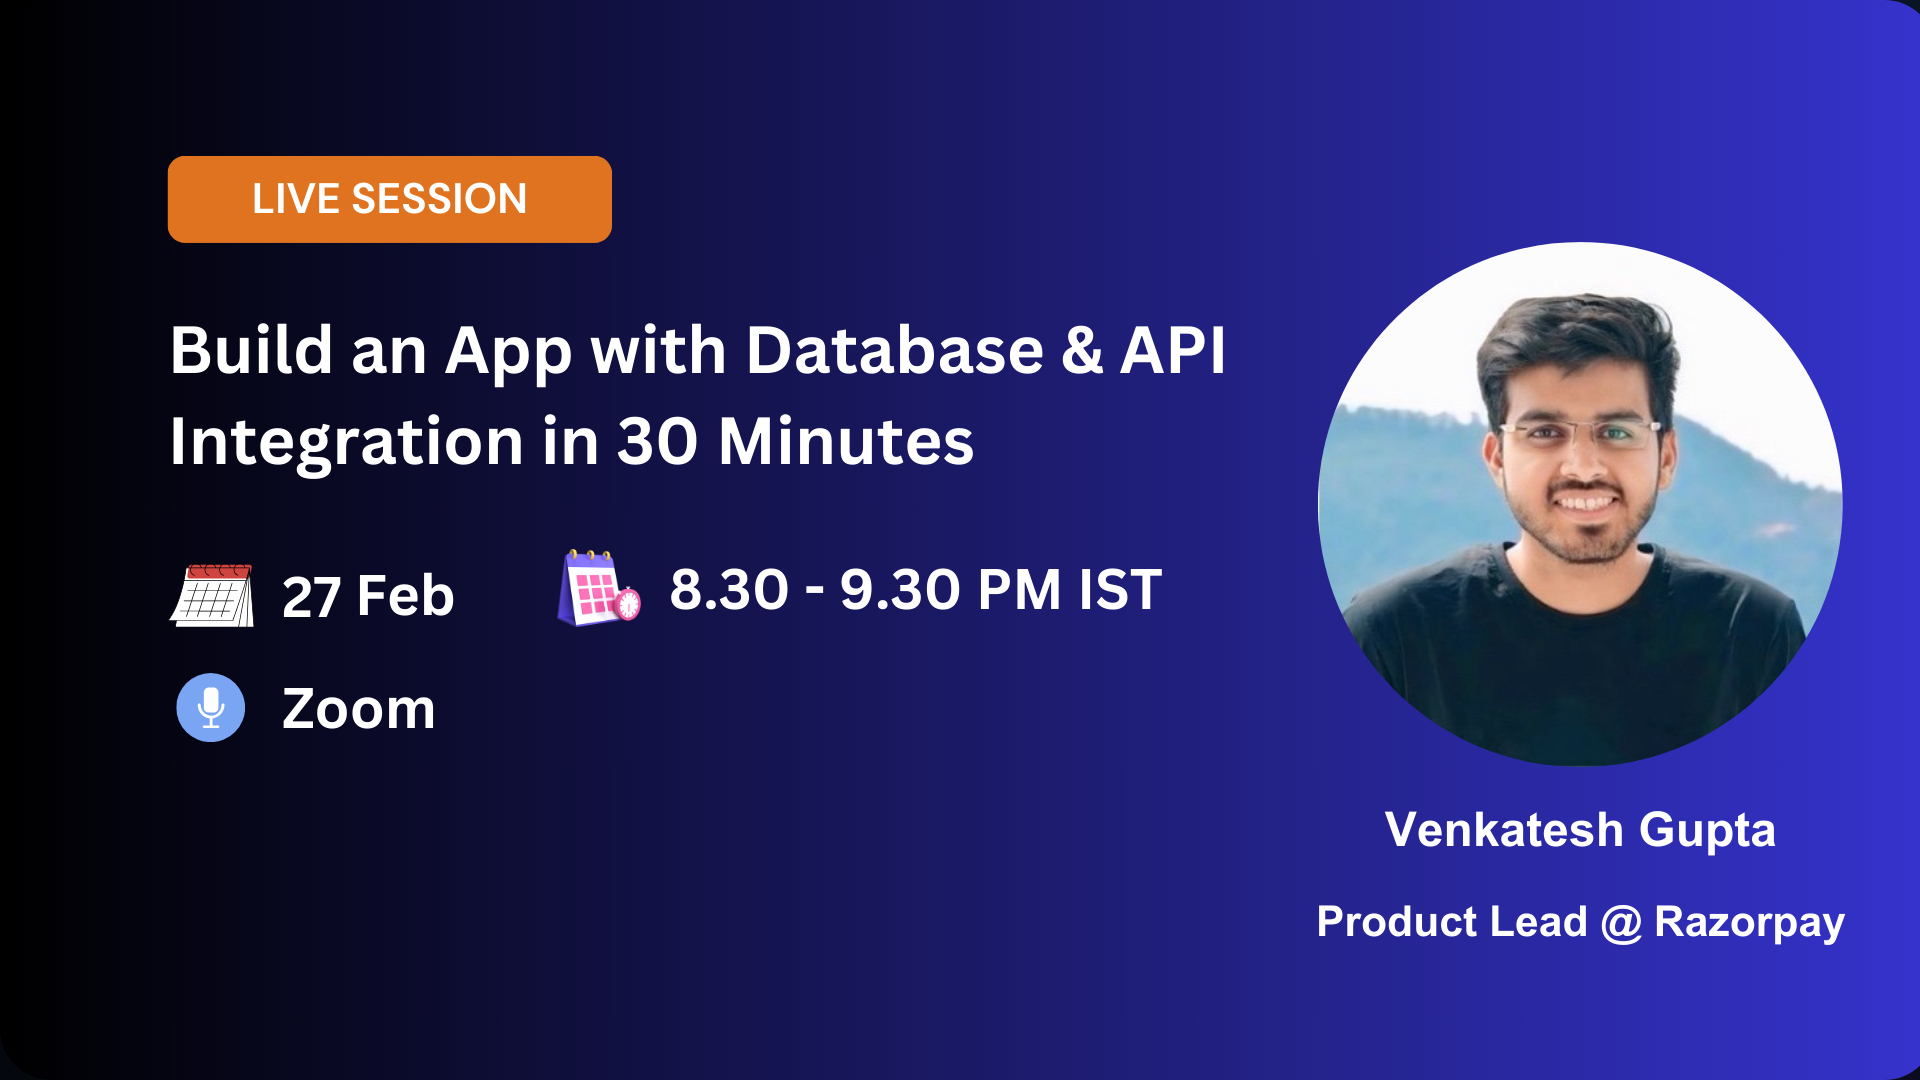 LIVE SESSION
Build an App with Database & API
Integration in 30 Minutes
27 Feb
8.30 - 9.30 PM IST
Zoom
Venkatesh Gupta
Product Lead @ Razorpay